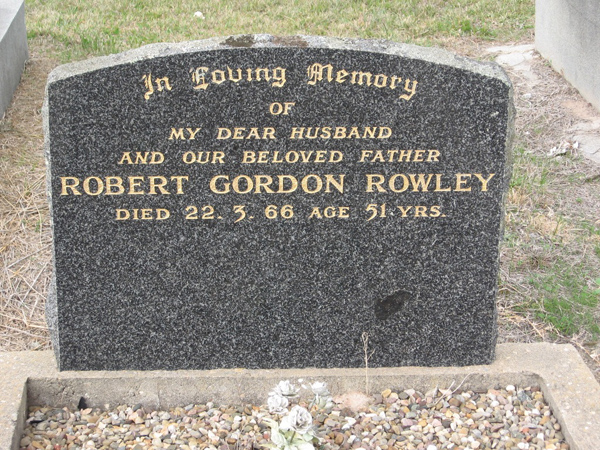 In Loving Memory
OF
MY DEAR HUSBAND
AND OUR BELOVED FATHER
ROBERT GORDON ROWLEY
DIED 22. 3. 66 AGE 51 YRS.